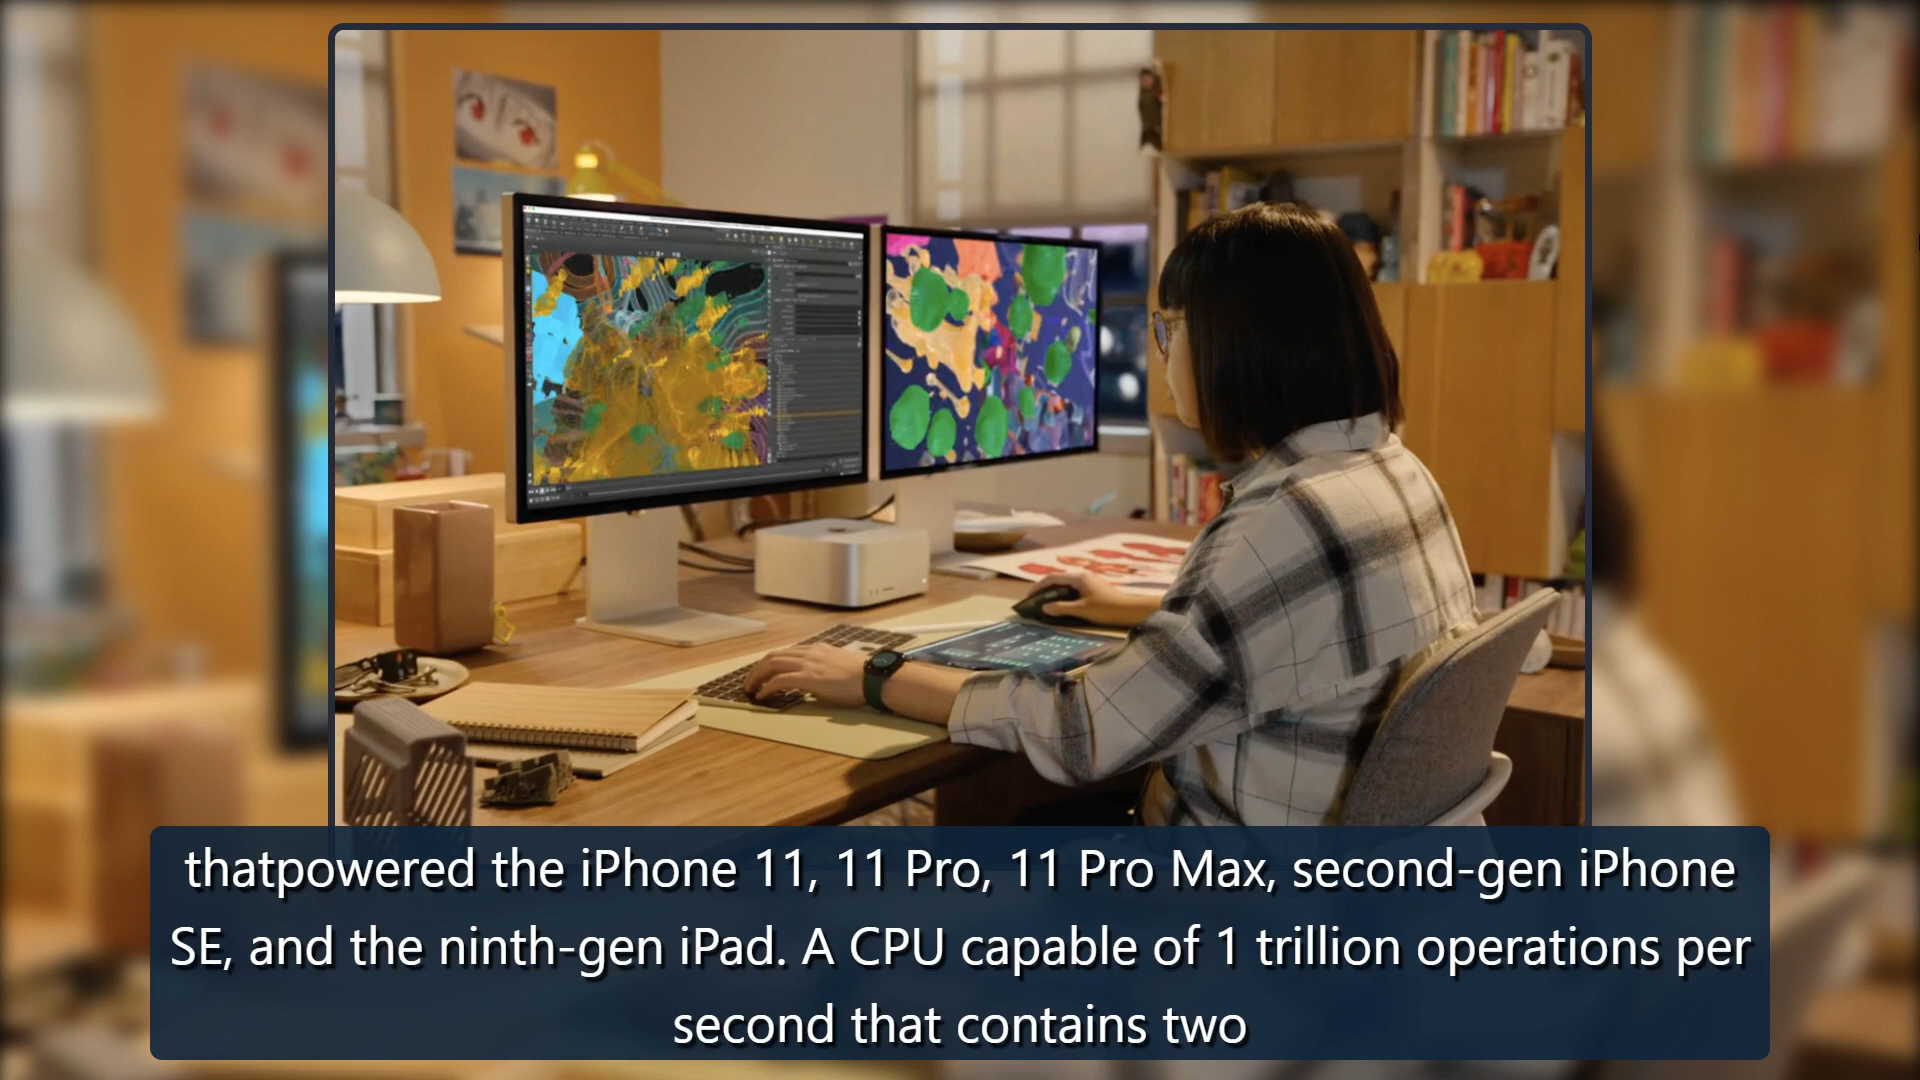 thatpowered the iPhone 11, 11 Pro, 11 Pro Max, second-gen iPhone
SE, and the ninth-gen iPad. A CPU capable of 1 trillion operations per
second that contains two